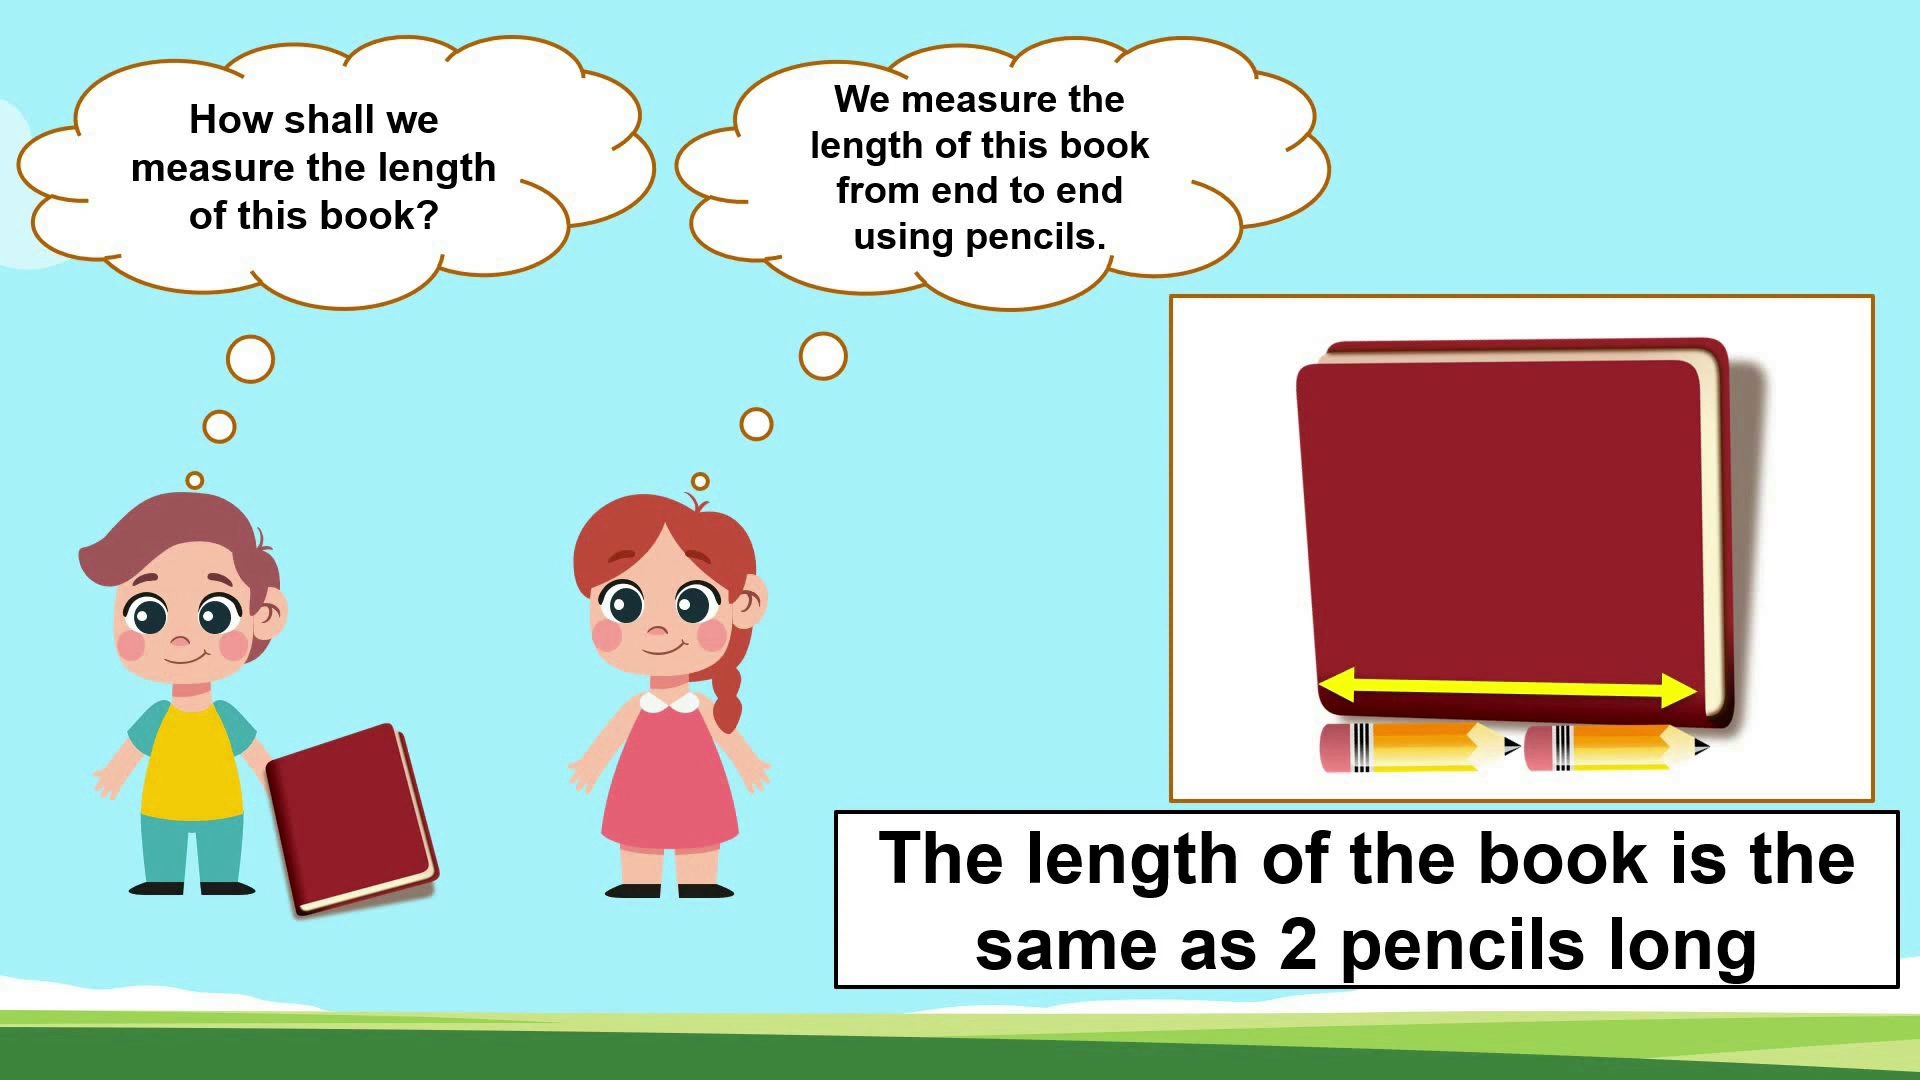 How shall we
measure the length
of this book?
We measure the
length of this book
from end to end
using pencils.
The length of the book is the
same as 2 pencils long